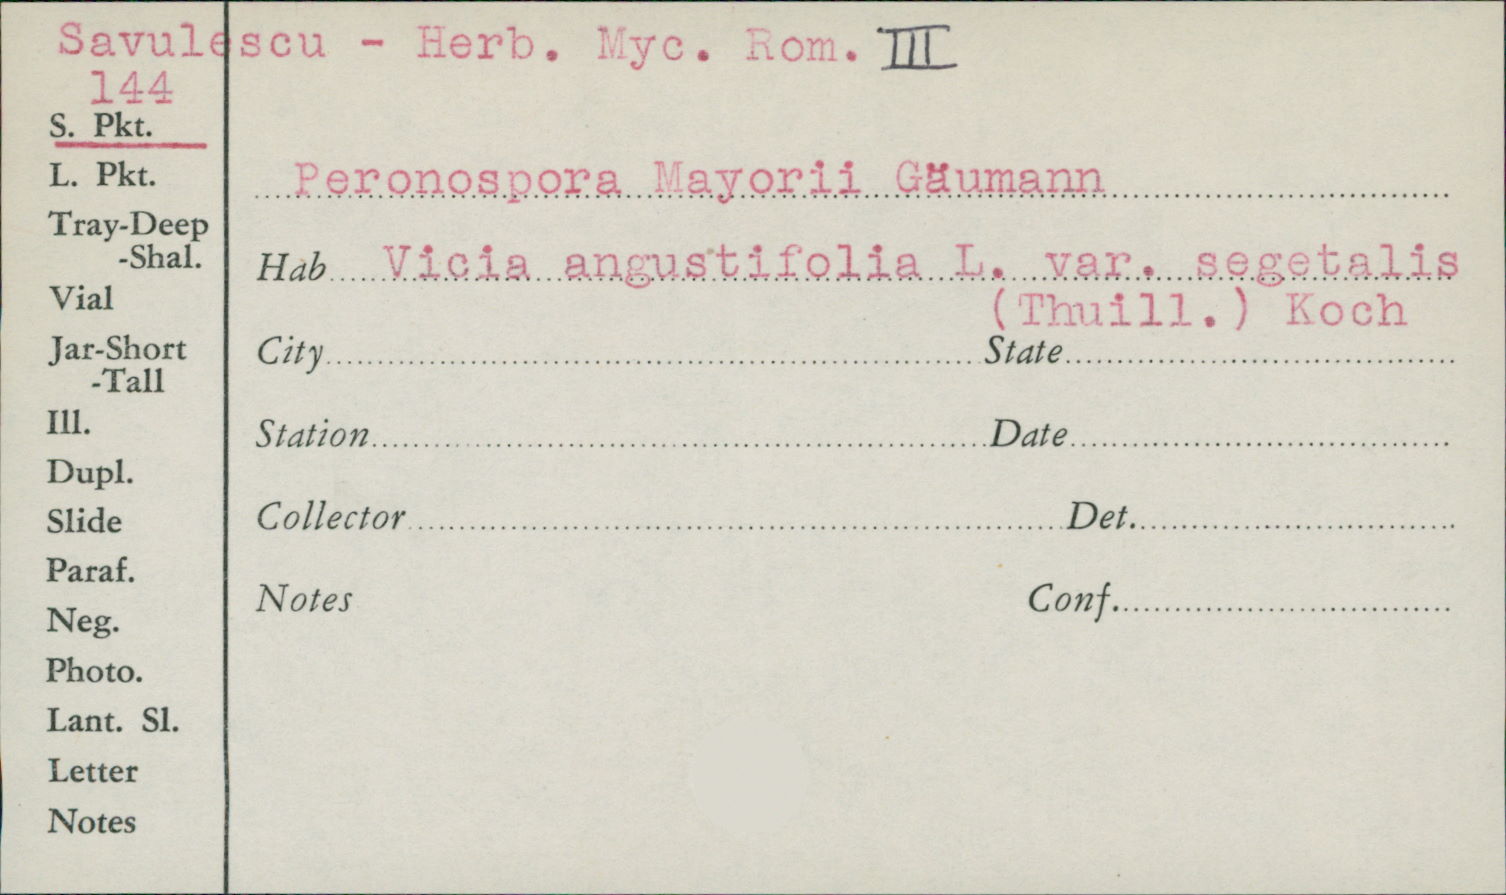 Savulescu - Herb. Myc. Rom. III
144
S. Pkt.
L. Pkt.
Peronospora Mayorii Gäumann
Tray-Deep
-Shal.
Hab Vicia angustifolia L. var. segetalis
(Thuill.) Koch
Vial
Jar-Short
-Tall
City State
Ill.
Station Date
Dupl.
Slide
Collector Det.
Paraf.
Neg.
Notes Conf.
Photo.
Lant. Sl.
Letter
Notes